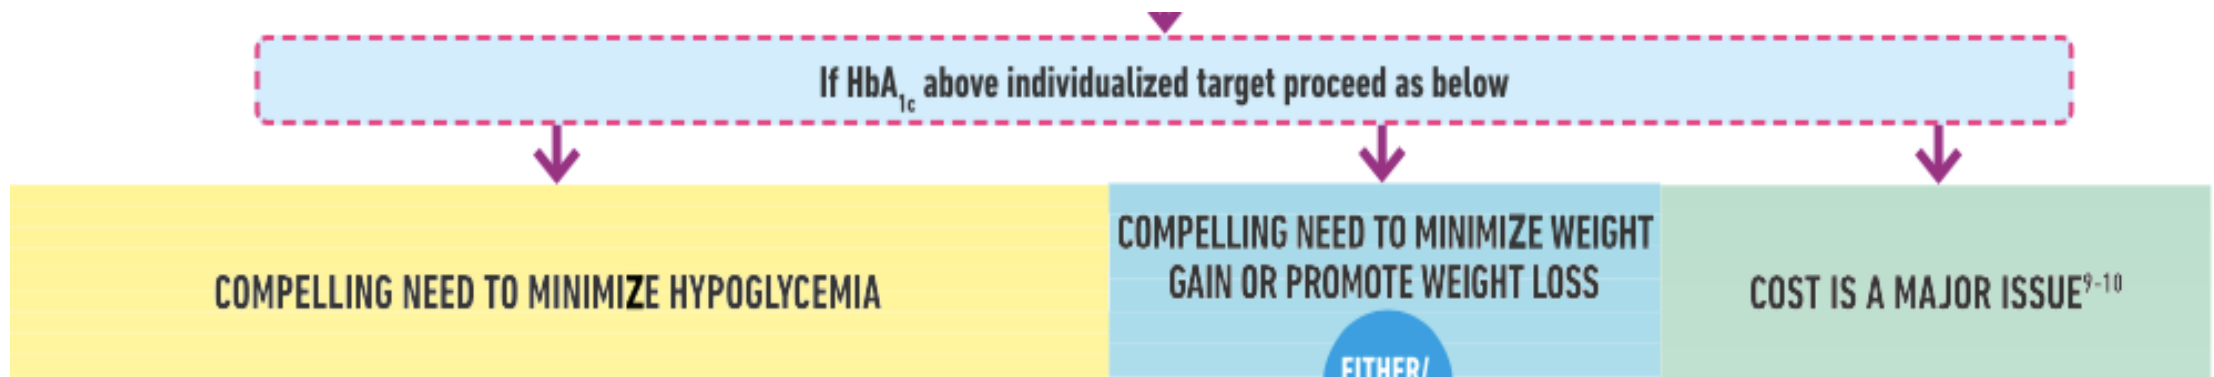 If HbA1c above individualized target proceed as below
COMPELLING NEED TO MINIMIZE HYPOGLYCEMIA
COMPELLING NEED TO MINIMIZE WEIGHT
GAIN OR PROMOTE WEIGHT LOSS
COST IS A MAJOR ISSUE9-10
EITHER/